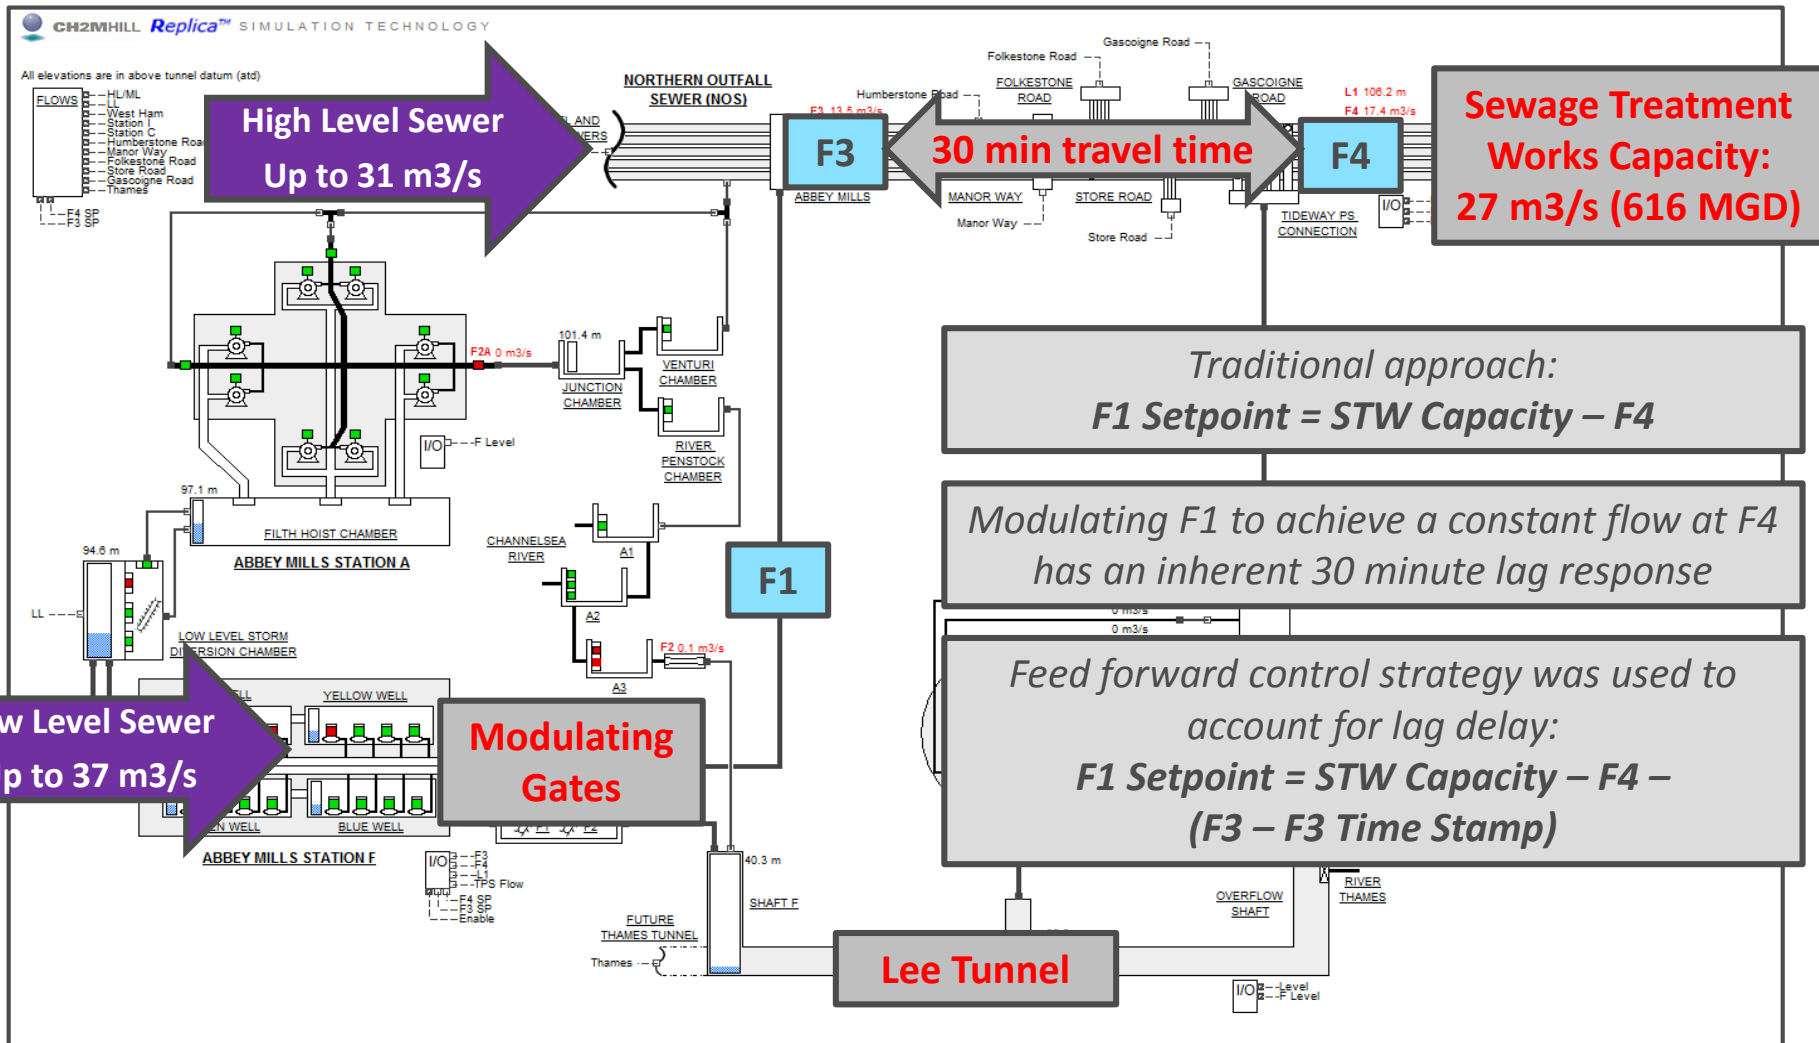 CH2MHILL Replica™ SIMULATION TECHNOLOGY
All elevations are in above tunnel datum (atd)
FLOWS
HL/ML
LL
West Ham
Station I
Station C
Humberstone Road
Manor Way
Folkestone Road
Store Road
Gascoigne Road
Thames
F4 SP
F3 SP
High Level Sewer
Up to 31 m3/s
NORTHERN OUTFALL
SEWER (NOS)
AND
Humberstone Road
Folkestone Road
FOLKESTONE
ROAD
Gascoigne Road
GASCOIGNE
ROAD
F3 13.5 m3/s
L1 106.2 m
F4 17.4 m3/s
F3
30 min travel time
F4
Sewage Treatment
Works Capacity:
27 m3/s (616 MGD)
ABBEY MILLS
MANOR WAY
Manor Way
STORE ROAD
Store Road
TIDEWAY PS
CONNECTION
I/O
F2A 0 m3/s
101.4 m
JUNCTION
CHAMBER
VENTURI
CHAMBER
RIVER
PENSTOCK
CHAMBER
I/O
F Level
97.1 m
FILTH HOIST CHAMBER
ABBEY MILLS STATION A
94.6 m
LL
LOW LEVEL STORM
DIVERSION CHAMBER
CHANNELSEA
RIVER
A1
A2
A3
F2 0.1 m3/s
F1
Traditional approach:
F1 Setpoint = STW Capacity – F4
Modulating F1 to achieve a constant flow at F4
has an inherent 30 minute lag response
0 m3/s
0 m3/s
Feed forward control strategy was used to
account for lag delay:
F1 Setpoint = STW Capacity – F4 –
(F3 – F3 Time Stamp)
w Level Sewer
p to 37 m3/s
YELLOW WELL
BLUE WELL
ABBEY MILLS STATION F
Modulating
Gates
F1
F2
I/O
F3
F4
L1
TPS Flow
F4 SP
F3 SP
Enable
40.3 m
SHAFT F
FUTURE
THAMES TUNNEL
Thames
Lee Tunnel
OVERFLOW
SHAFT
RIVER
THAMES
I/O
Level
F Level